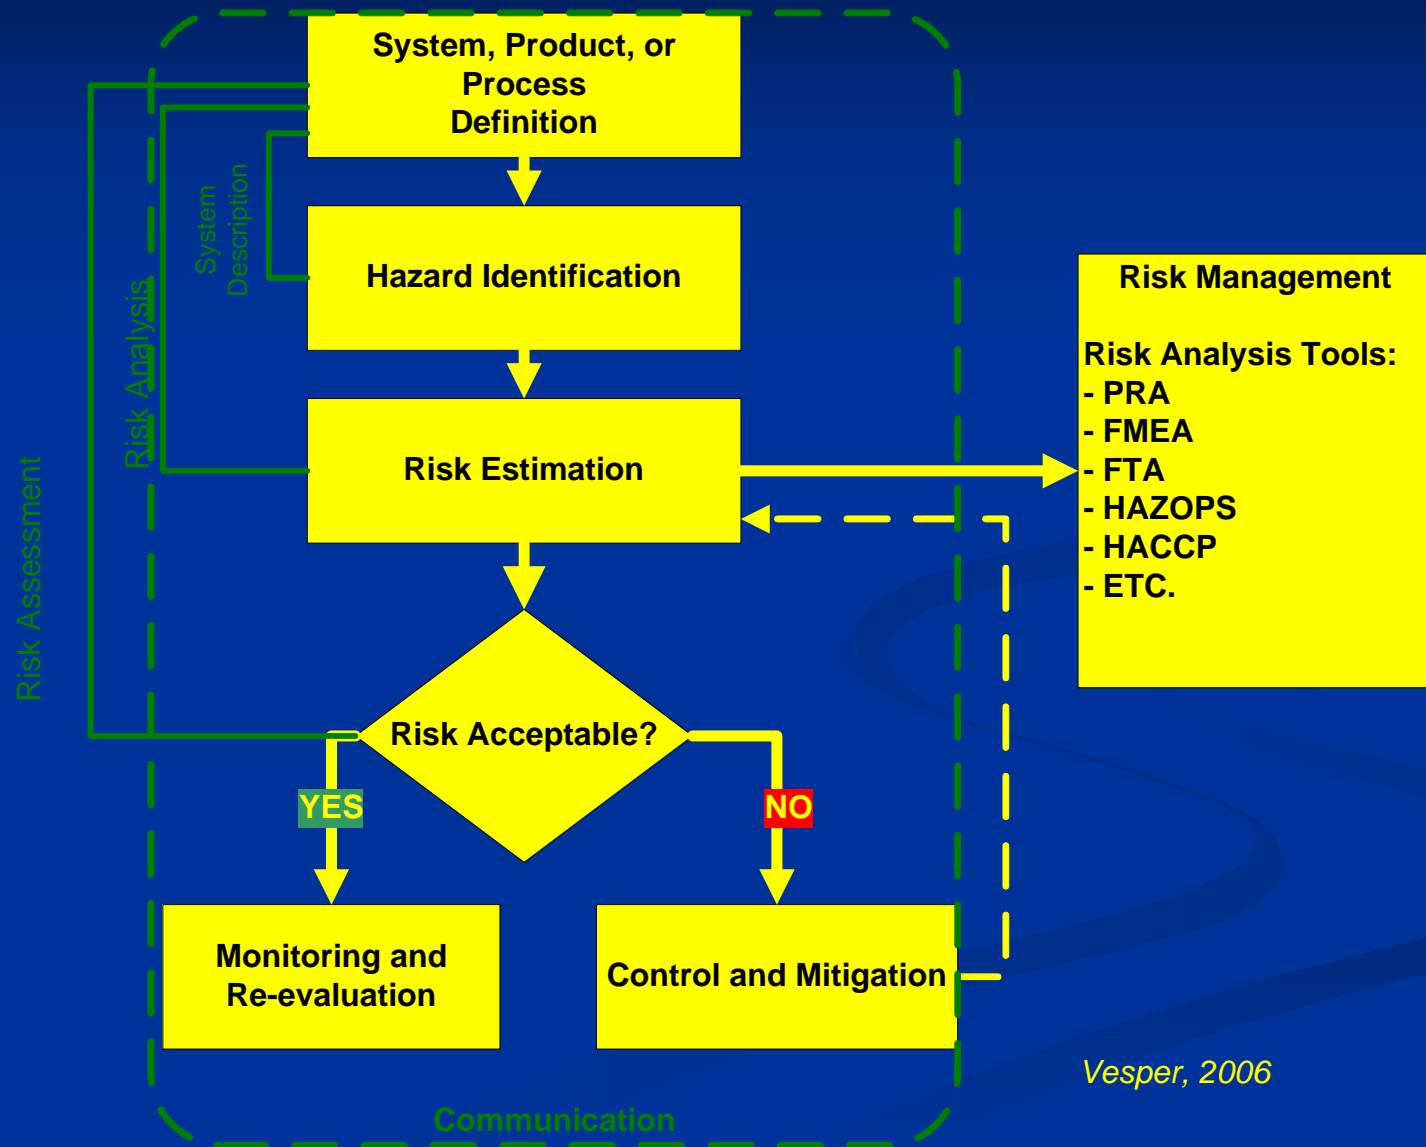 System, Product, or
Process
Definition
System
Description
Hazard Identification
Risk Analysis
Risk Management
Risk Analysis Tools:
- PRA
- FMEA
- FTA
- HAZOPS
- HACCP
- ETC.
Risk Estimation
Risk Assessment
Risk Acceptable?
YES
NO
Monitoring and
Re-evaluation
Control and Mitigation
Vesper, 2006
Communication